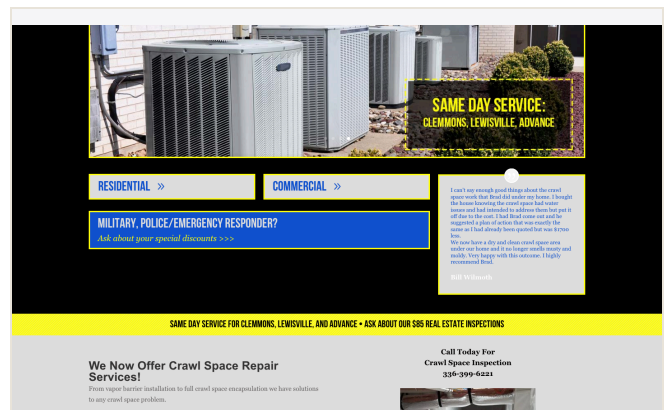 SAME DAY SERVICE:
CLEMMONS, LEWISVILLE, ADVANCE
RESIDENTIAL »
COMMERCIAL »
MILITARY, POLICE/EMERGENCY RESPONDER?
Ask about your special discounts >>>
I can't say enough good things about the crawl
space work that Brad did under my home. I bought
the home knowing the crawl space had water
issues and had intended to address them but put it
off due to the cost. I had Brad come out and he
suggested a plan of action that was exactly the
same as I had already been quoted but was $1700
less.
We now have a dry and clean crawl space area
under our home and it no longer smells musty and
moldy. Very happy with this outcome. I highly
recommend Brad.
Bill Wilmoth
SAME DAY SERVICE FOR CLEMMONS, LEWISVILLE, AND ADVANCE • ASK ABOUT OUR $85 REAL ESTATE INSPECTIONS
We Now Offer Crawl Space Repair
Services!
From vapor barrier installation to full crawl space encapsulation we have solutions
to any crawl space problem.
Call Today For
Crawl Space Inspection
336-399-6221